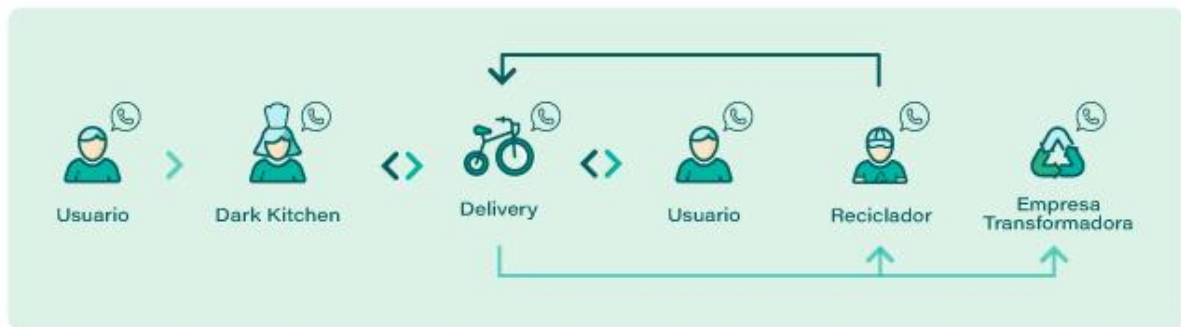 Usuario
Dark Kitchen
Delivery
Usuario
Reciclador
Empresa
Transformadora